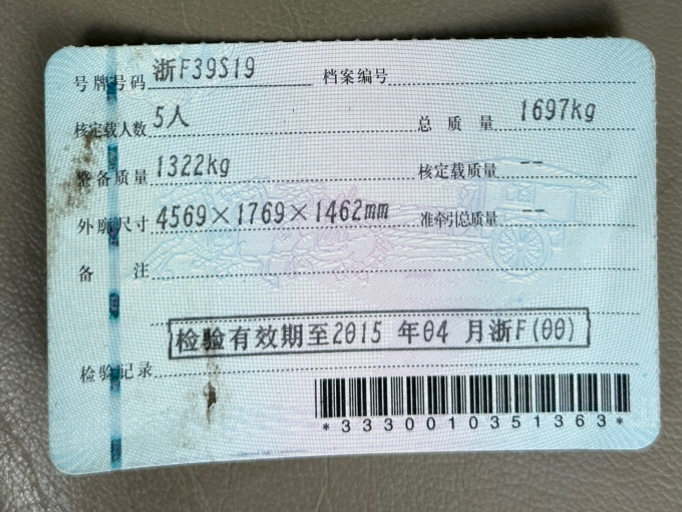 号牌号码 浙F39S19 档案编号
核定载人数 5人 总质量 1697kg
整备质量 1322kg 核定载质量 --
外廓尺寸 4569×1769×1462mm 准牵引总质量 --
备注
检验有效期至2015 年04 月浙F(00)
检验记录
*3330010351363*